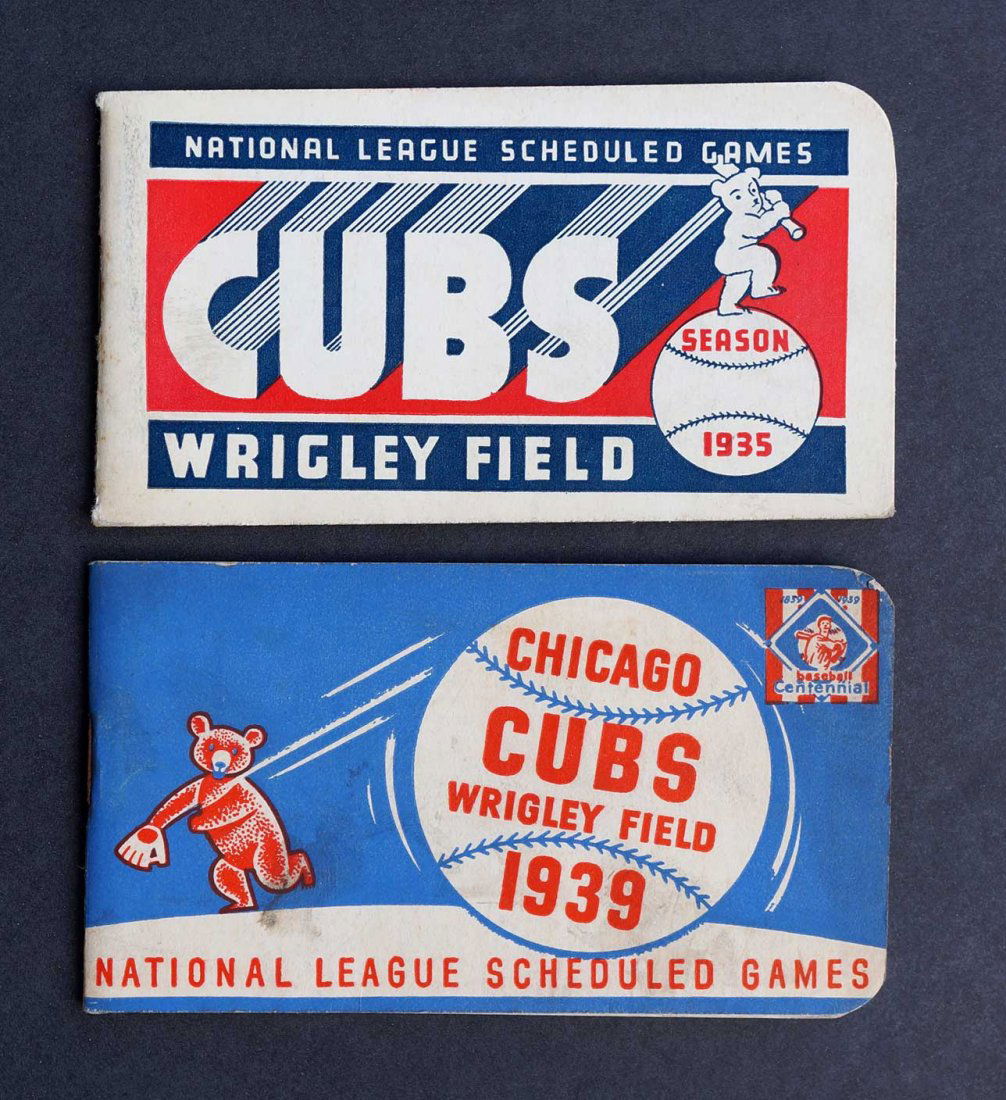 NATIONAL LEAGUE SCHEDULED GAMES
CUBS
SEASON
1935
WRIGLEY FIELD
1839 1939
baseball
Centennial
CHICAGO
CUBS
WRIGLEY FIELD
1939
NATIONAL LEAGUE SCHEDULED GAMES